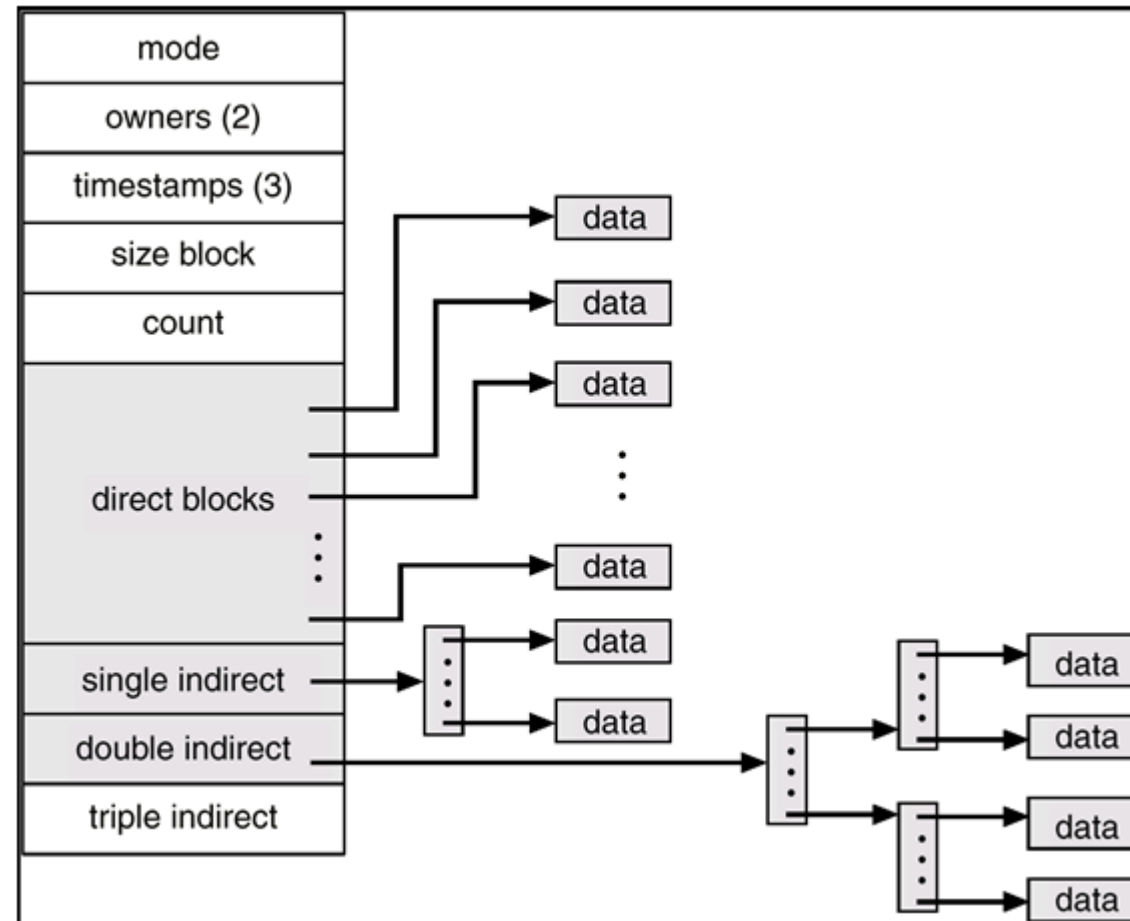 mode
owners (2)
timestamps (3)
size block
count
direct blocks
single indirect
double indirect
triple indirect
data
data
data
data
data
data
data
data
data
data